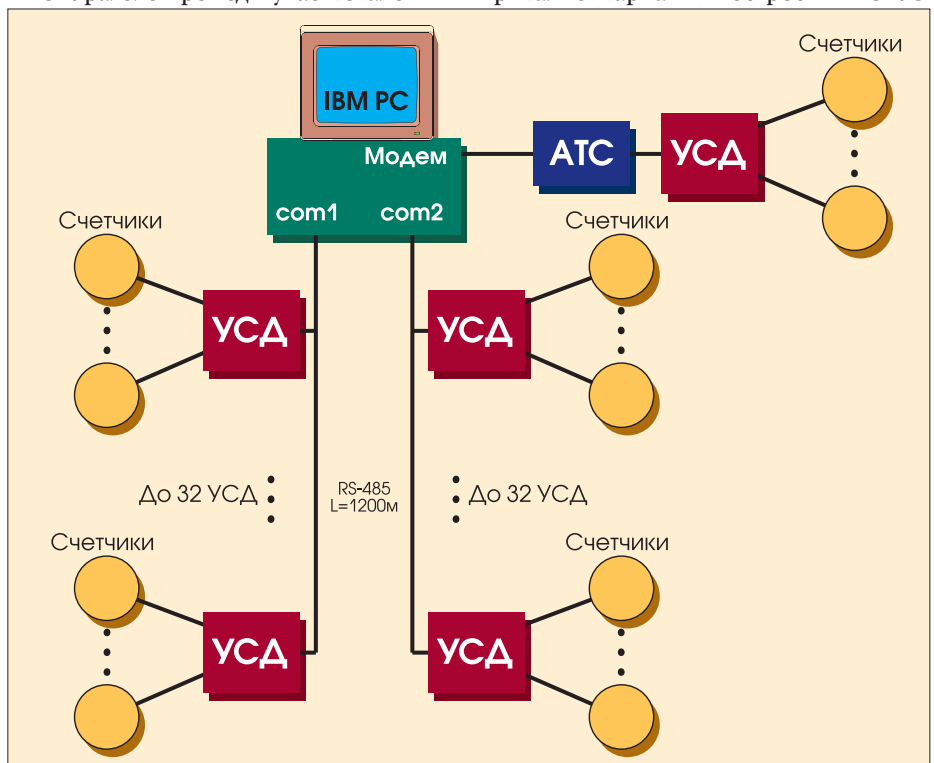 Счетчики
IBM PC
Модем
АТС
УСД
com1 com2
Счетчики
Счетчики
УСД
УСД
До 32 УСД
RS-485
L=1200м
До 32 УСД
Счетчики
Счетчики
УСД
УСД